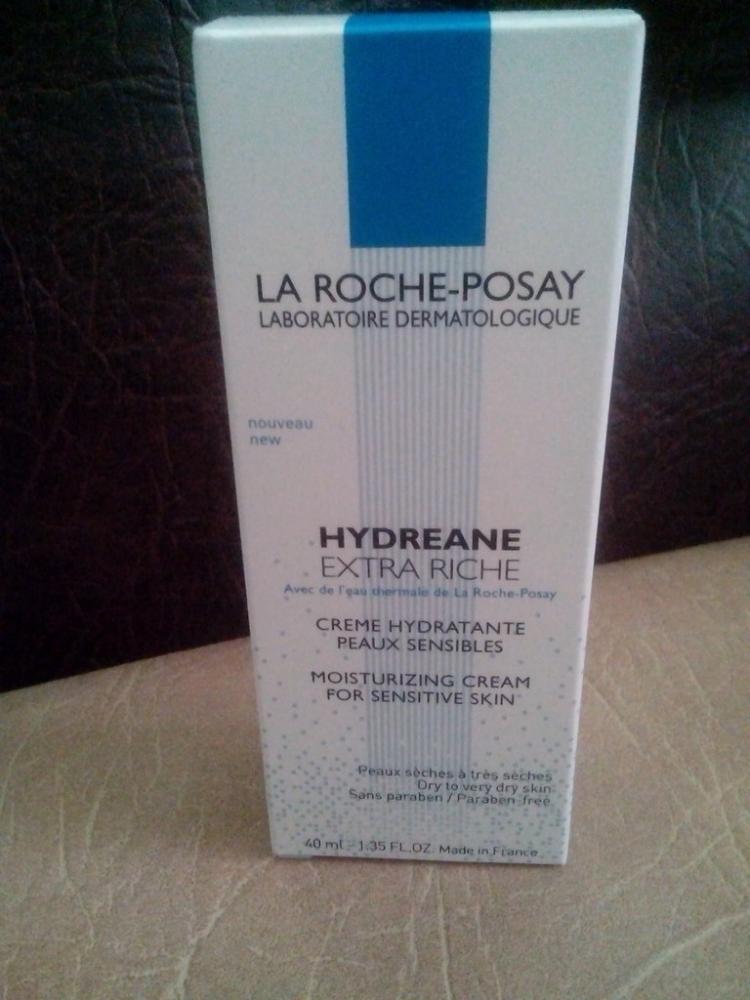 LA ROCHE-POSAY
LABORATOIRE DERMATOLOGIQUE
nouveau
new
HYDREANE
EXTRA RICHE
Avec de l'eau thermale de La Roche-Posay
CREME HYDRATANTE
PEAUX SENSIBLES
MOISTURIZING CREAM
FOR SENSITIVE SKIN
Peaux sèches à très sèches
Dry to very dry skin
Sans paraben / Paraben-free
40 ml - 1.35 FL.OZ. Made in France